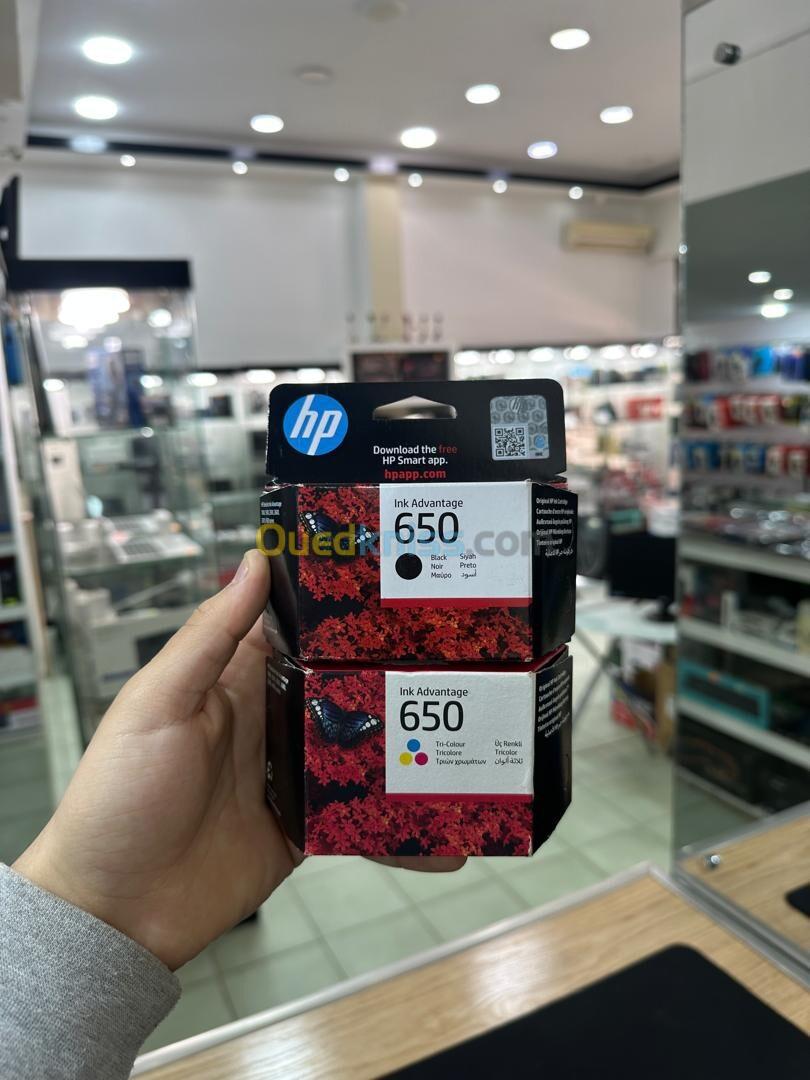 hp
Download the free
HP Smart app.
hpapp.com
Ink Advantage
650
Black Siyah
Noir Preto
Μαύρο أسود
Ouedkniss.com
Ink Advantage
650
Tri-Colour Üç Renkli
Tricolore Tricolor
Τριών χρωμάτων ثلاثة ألوان